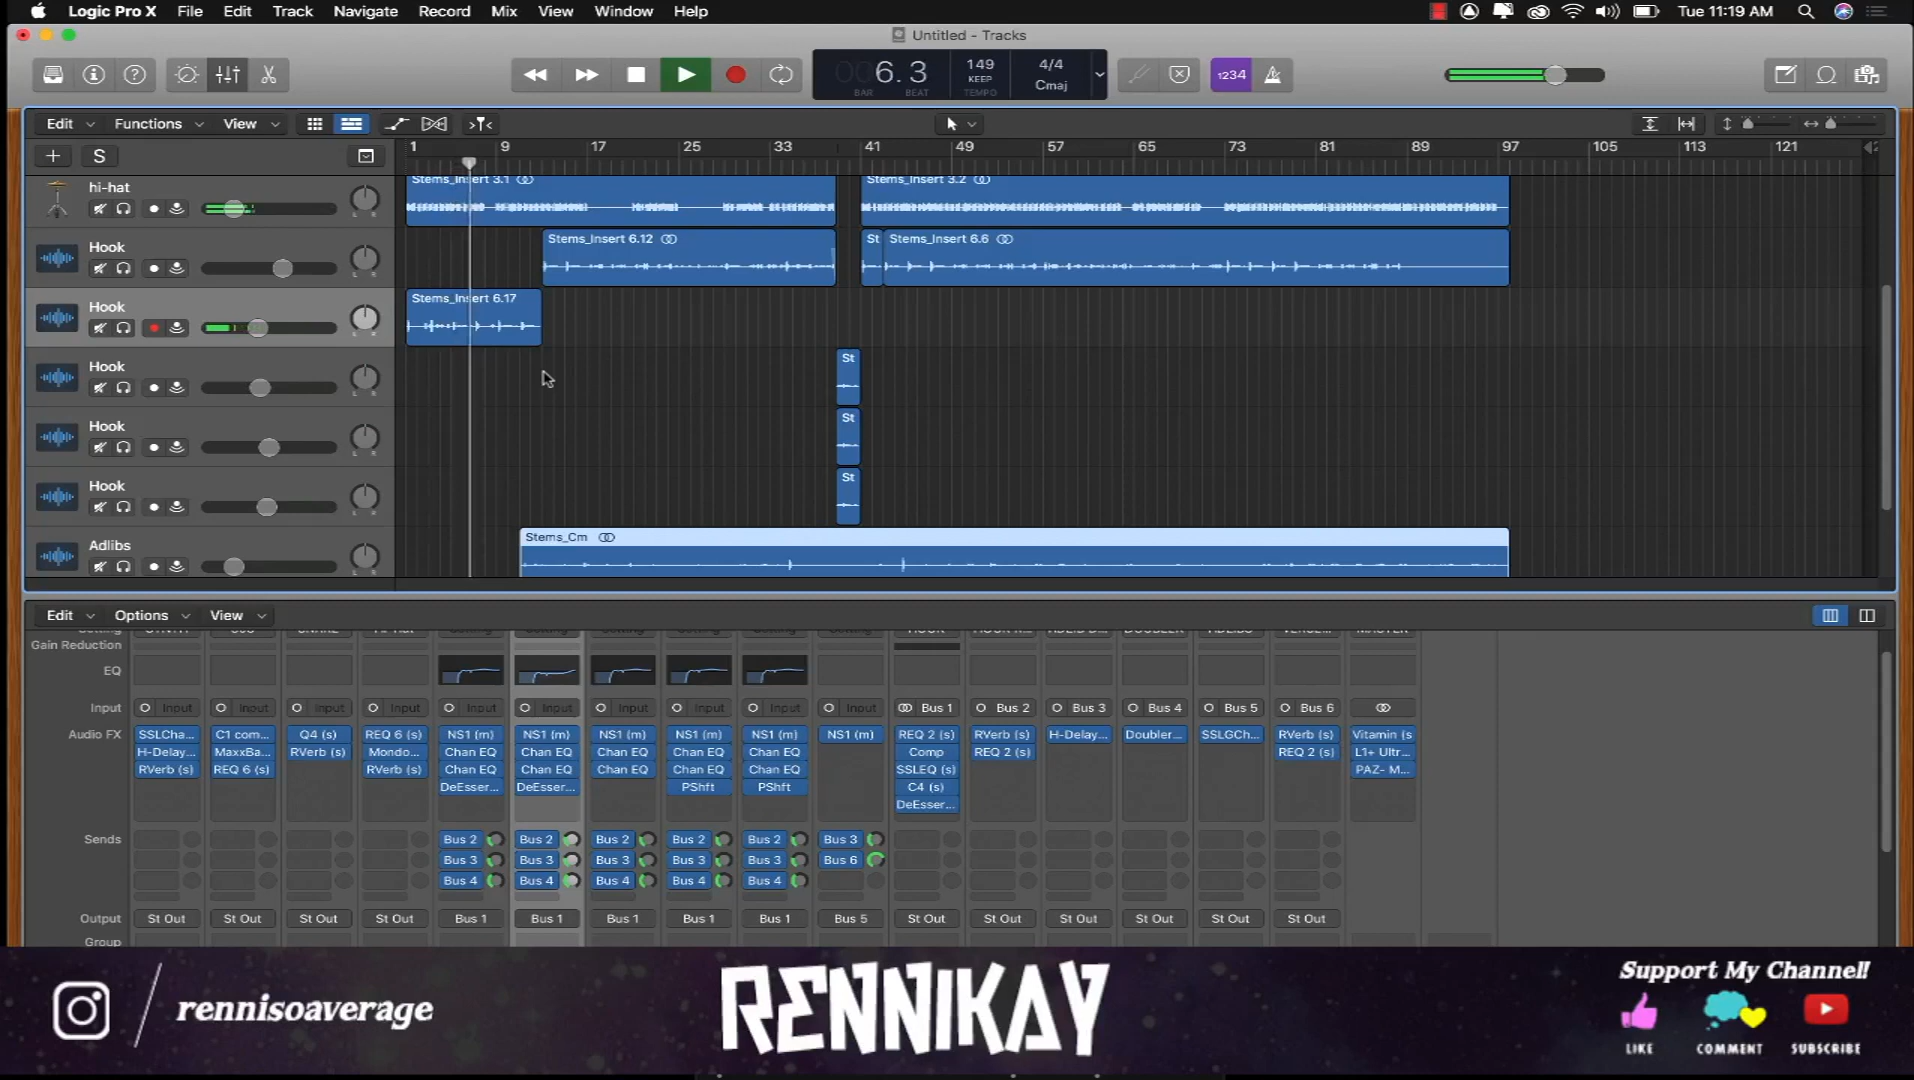 Logic Pro X File Edit Track Navigate Record Mix View Window Help Tue 11:19 AM
Untitled - Tracks
6. 3 149 4/4
KEEP Cmaj 1234
BAR BEAT TEMPO
Edit Functions View
S 1 9 17 25 33 41 49 57 65 73 81 89 97 105 113 121
hi-hat Stems_Insert 3.1 Stems_Insert 3.2
Hook Stems_Insert 6.12 St Stems_Insert 6.6
Hook Stems_Insert 6.17
Hook St
Hook St
Hook St
Adlibs Stems_Cm
Edit Options View
Gain Reduction
EQ
Input Input Input Input Input Input Input Input Input Input Input Bus 1 Bus 2 Bus 3 Bus 4 Bus 5 Bus 6
Audio FX SSLCha... C1 com... Q4 (s) REQ 6 (s) NS1 (m) NS1 (m) NS1 (m) NS1 (m) NS1 (m) NS1 (m) REQ 2 (s) RVerb (s) H-Delay... Doubler... SSLGCh... RVerb (s) Vitamin (s
H-Delay... MaxxBa... RVerb (s) Mondo... Chan EQ Chan EQ Chan EQ Chan EQ Chan EQ Comp REQ 2 (s) REQ 2 (s) L1+ Ultr...
RVerb (s) REQ 6 (s) RVerb (s) Chan EQ Chan EQ Chan EQ Chan EQ Chan EQ SSLEQ (s) PAZ- M...
DeEsser... DeEsser... PShft PShft C4 (s)
DeEsser...
Sends Bus 2 Bus 2 Bus 2 Bus 2 Bus 2 Bus 3
Bus 3 Bus 3 Bus 3 Bus 3 Bus 3 Bus 6
Bus 4 Bus 4 Bus 4 Bus 4 Bus 4
Output St Out St Out St Out St Out Bus 1 Bus 1 Bus 1 Bus 1 Bus 1 Bus 5 St Out St Out St Out St Out St Out St Out
Group
rennisoaverage
RENNIKAY
Support My Channel!
LIKE COMMENT SUBSCRIBE